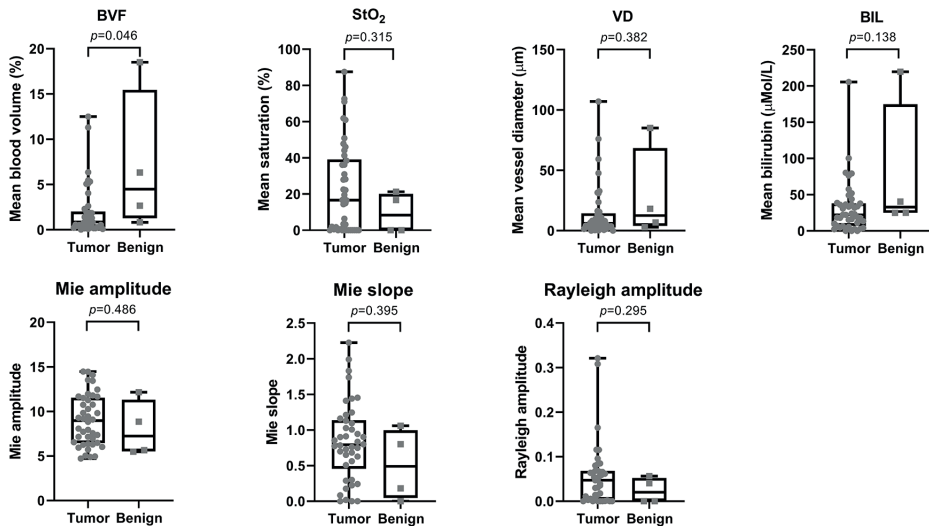 BVF
p=0.046
Mean blood volume (%)
20
15
10
5
0
Tumor Benign
StO₂
p=0.315
Mean saturation (%)
100
80
60
40
20
0
Tumor Benign
VD
p=0.382
Mean vessel diameter (μm)
150
100
50
0
Tumor Benign
BIL
p=0.138
Mean bilirubin (μMol/L)
250
200
150
100
50
0
Tumor Benign
Mie amplitude
p=0.486
Mie amplitude
20
15
10
5
0
Tumor Benign
Mie slope
p=0.395
Mie slope
2.5
2.0
1.5
1.0
0.5
0.0
Tumor Benign
Rayleigh amplitude
p=0.295
Rayleigh amplitude
0.4
0.3
0.2
0.1
0.0
Tumor Benign